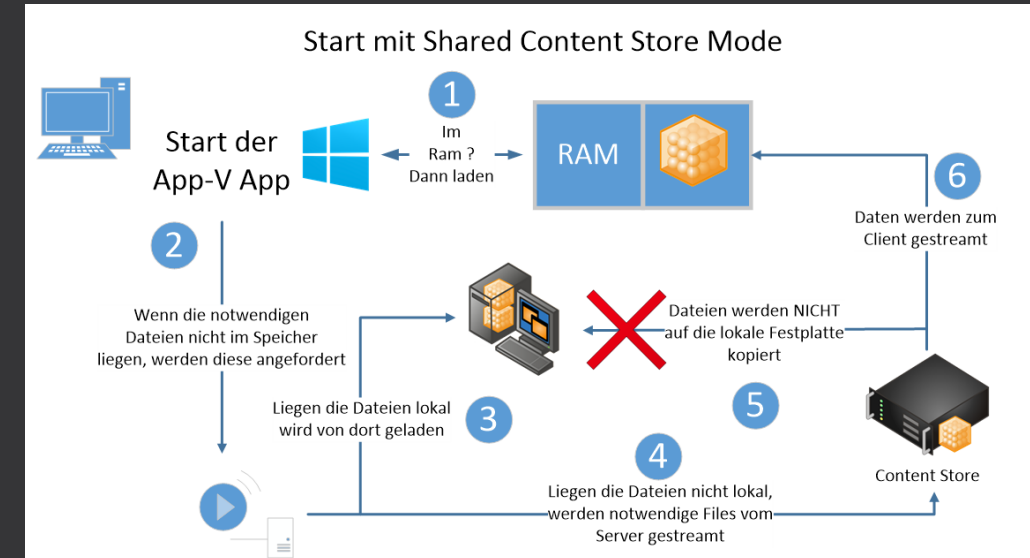 Start mit Shared Content Store Mode
1
Im
Ram ?
Dann laden
Start der
App-V App
RAM
6
Daten werden zum
Client gestreamt
2
Wenn die notwendigen
Dateien nicht im Speicher
liegen, werden diese angefordert
Dateien werden NICHT
auf die lokale Festplatte
kopiert
5
Liegen die Dateien lokal
wird von dort geladen
3
4
Liegen die Dateien nicht lokal,
werden notwendige Files vom
Server gestreamt
Content Store